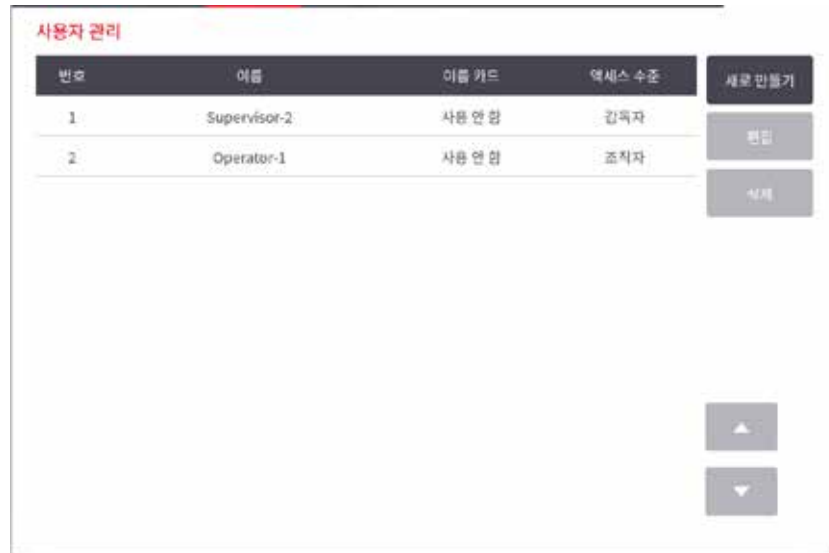 사용자 관리
번호 이름 이름 카드 액세스 수준 새로 만들기
1 Supervisor-2 사용 안 함 감독자
편집
2 Operator-1 사용 안 함 조작자
삭제